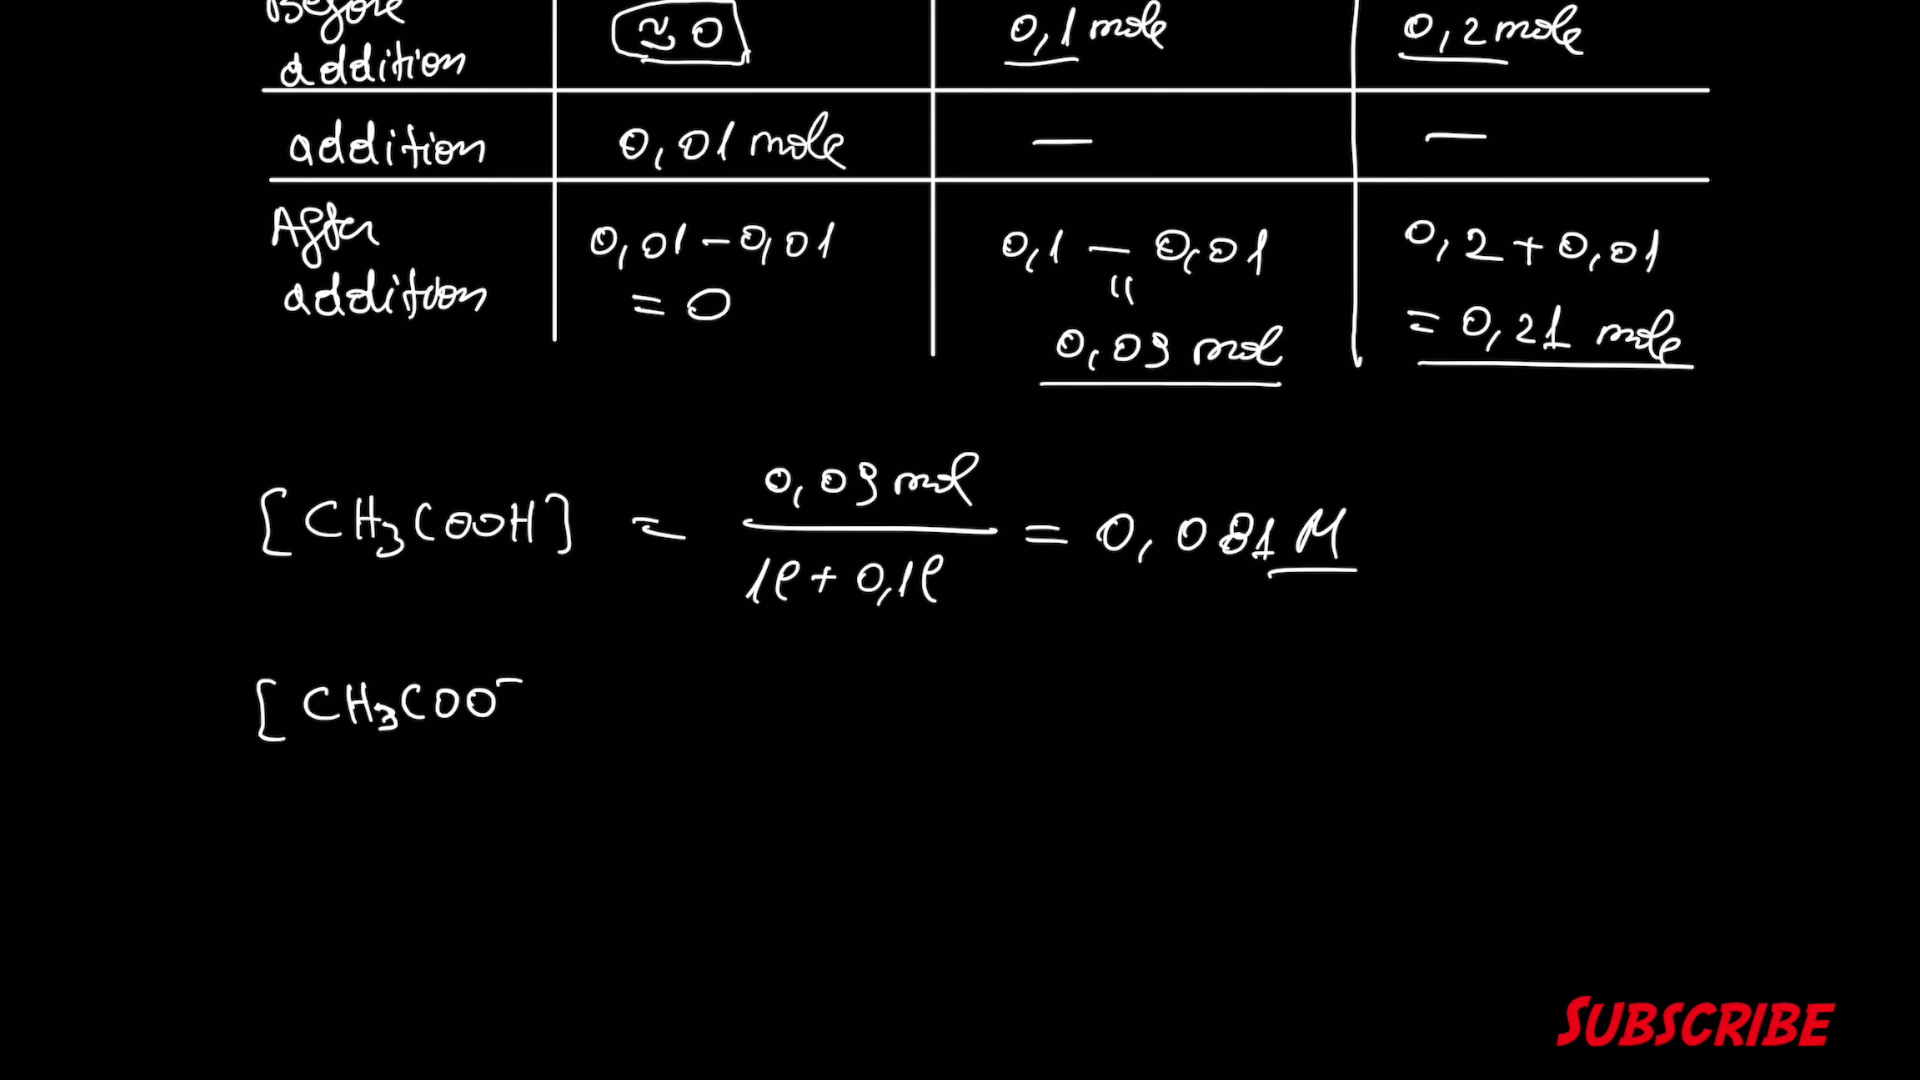 Before ≈0 0,1 mole 0,2 mole
addition
addition 0,01 mole — —
After 0,01 - 0,01 0,1 - 0,01 0,2 + 0,01
addition = 0 = = 0,21 mole
0,09 mol
[CH₃COOH] = 0,09 mol / 1ℓ + 0,1ℓ = 0,081 M
[CH₃COO⁻
SUBSCRIBE